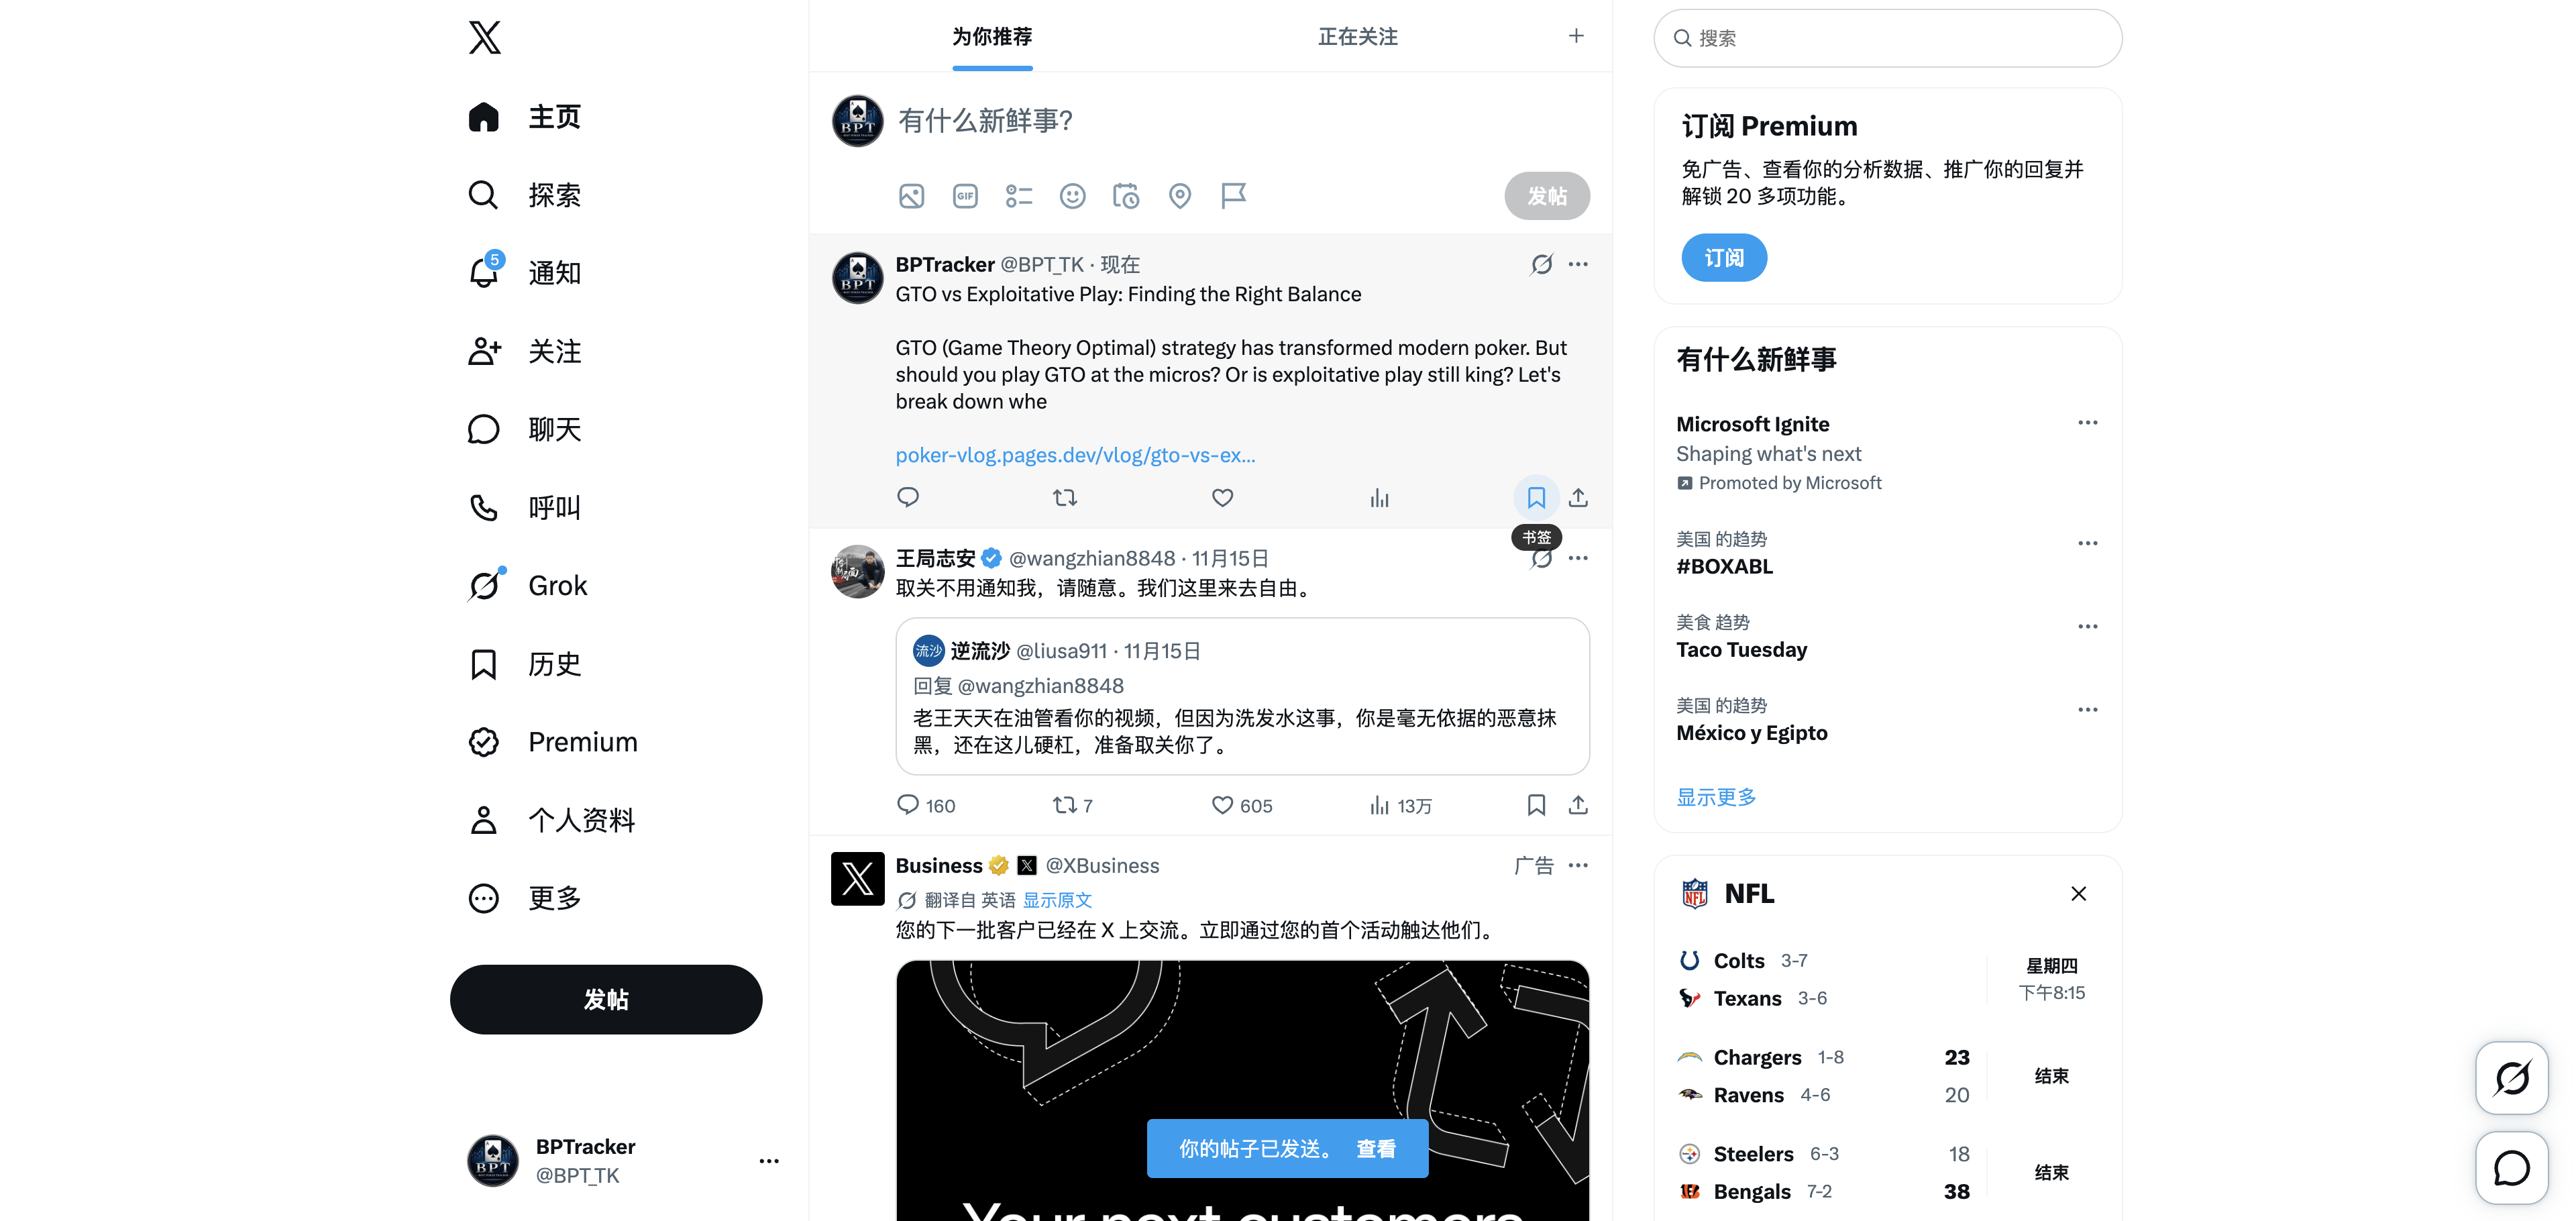 主页
探索
5
通知
关注
聊天
呼叫
Grok
历史
Premium
个人资料
更多
发帖
BPTracker
@BPT_TK
为你推荐
正在关注
BPT
有什么新鲜事?
GIF
发帖
BPT
BPTracker @BPT_TK · 现在
GTO vs Exploitative Play: Finding the Right Balance
GTO (Game Theory Optimal) strategy has transformed modern poker. But
should you play GTO at the micros? Or is exploitative play still king? Let's
break down whe
poker-vlog.pages.dev/vlog/gto-vs-ex...
书签
王局志安 @wangzhian8848 · 11月15日
取关不用通知我，请随意。我们这里来去自由。
流沙 逆流沙 @liusa911 · 11月15日
回复 @wangzhian8848
老王天天在油管看你的视频，但因为洗发水这事，你是毫无依据的恶意抹
黑，还在这儿硬杠，准备取关你了。
160 7 605 13万
Business @XBusiness 广告
翻译自 英语 显示原文
您的下一批客户已经在 X 上交流。立即通过您的首个活动触达他们。
你的帖子已发送。 查看
Your next customers
搜索
订阅 Premium
免广告、查看你的分析数据、推广你的回复并
解锁 20 多项功能。
订阅
有什么新鲜事
Microsoft Ignite
Shaping what's next
Promoted by Microsoft
美国 的趋势
#BOXABL
美食 趋势
Taco Tuesday
美国 的趋势
México y Egipto
显示更多
NFL NFL
Colts 3-7
Texans 3-6
星期四
下午8:15
Chargers 1-8 23
Ravens 4-6 20
结束
Steelers 6-3 18
Bengals 7-2 38
结束